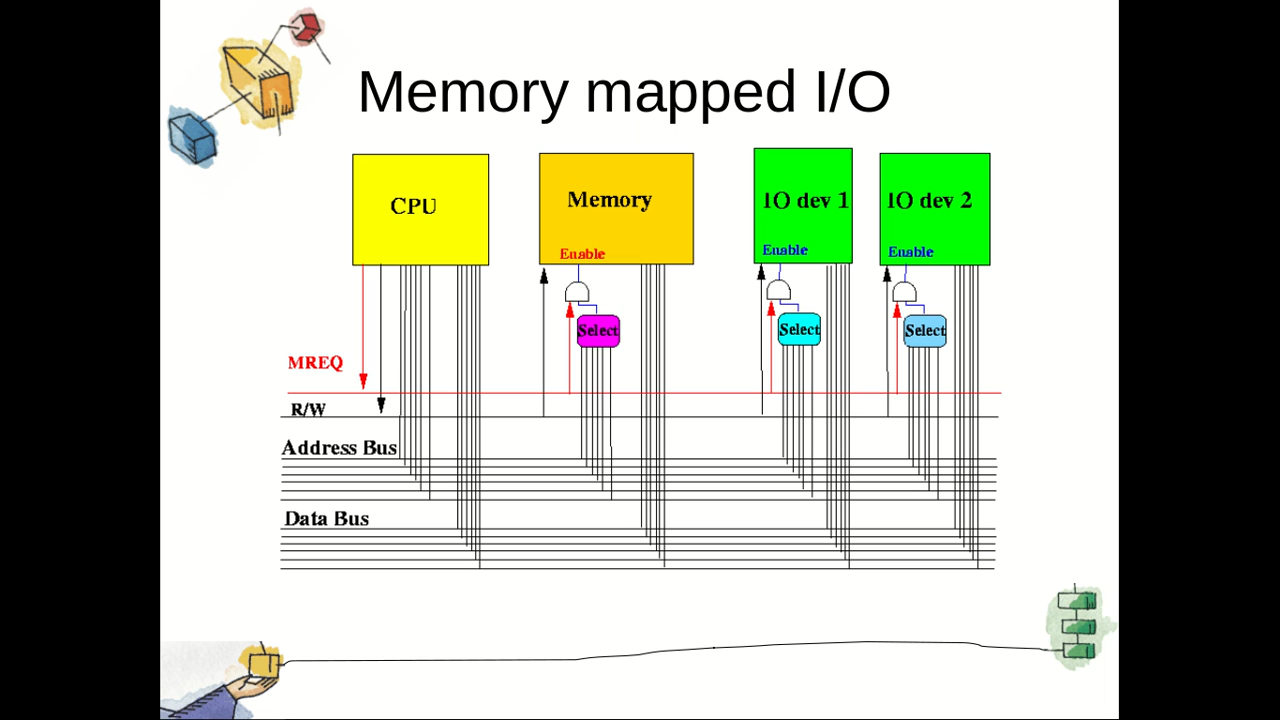 Memory mapped I/O
CPU
Memory
IO dev 1
IO dev 2
Enable
Enable
Enable
Select
Select
Select
MREQ
R/W
Address Bus
Data Bus